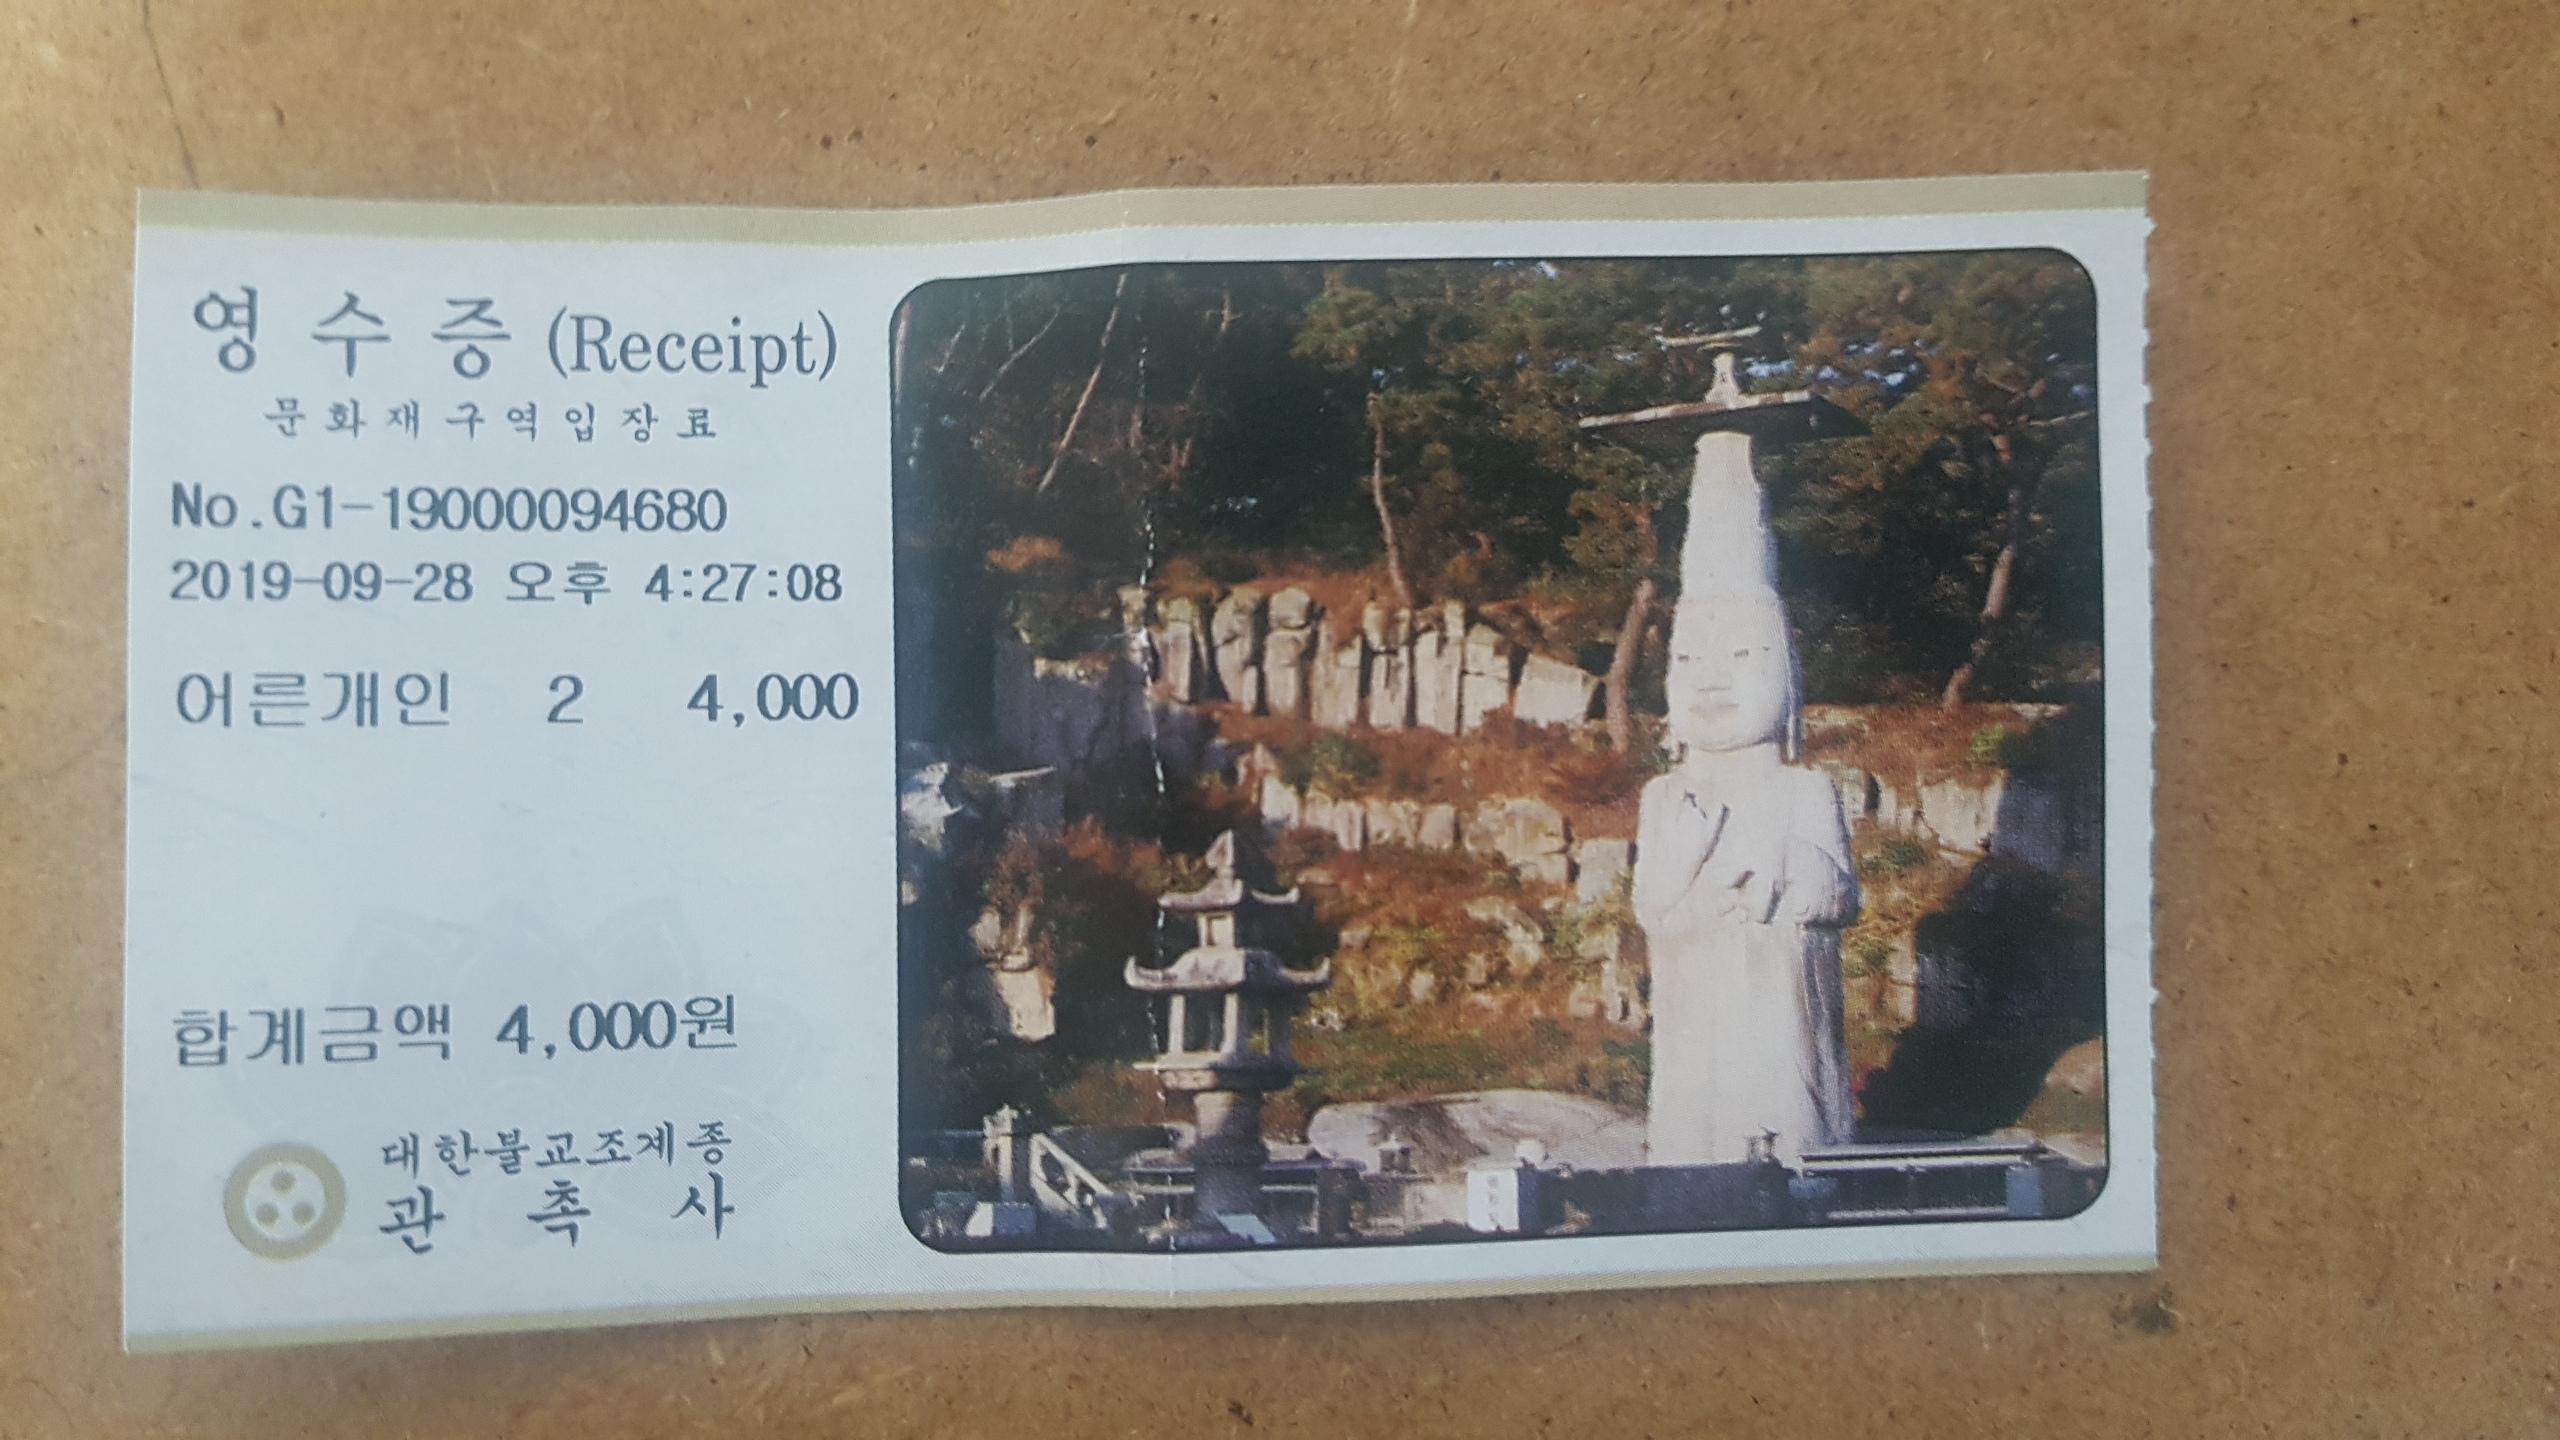 영 수 증 (Receipt)
문화재구역입장료
No.G1-19000094680
2019-09-28 오후 4:27:08
어른개인 2 4,000
합계금액 4,000원
대한불교조계종
관 촉 사